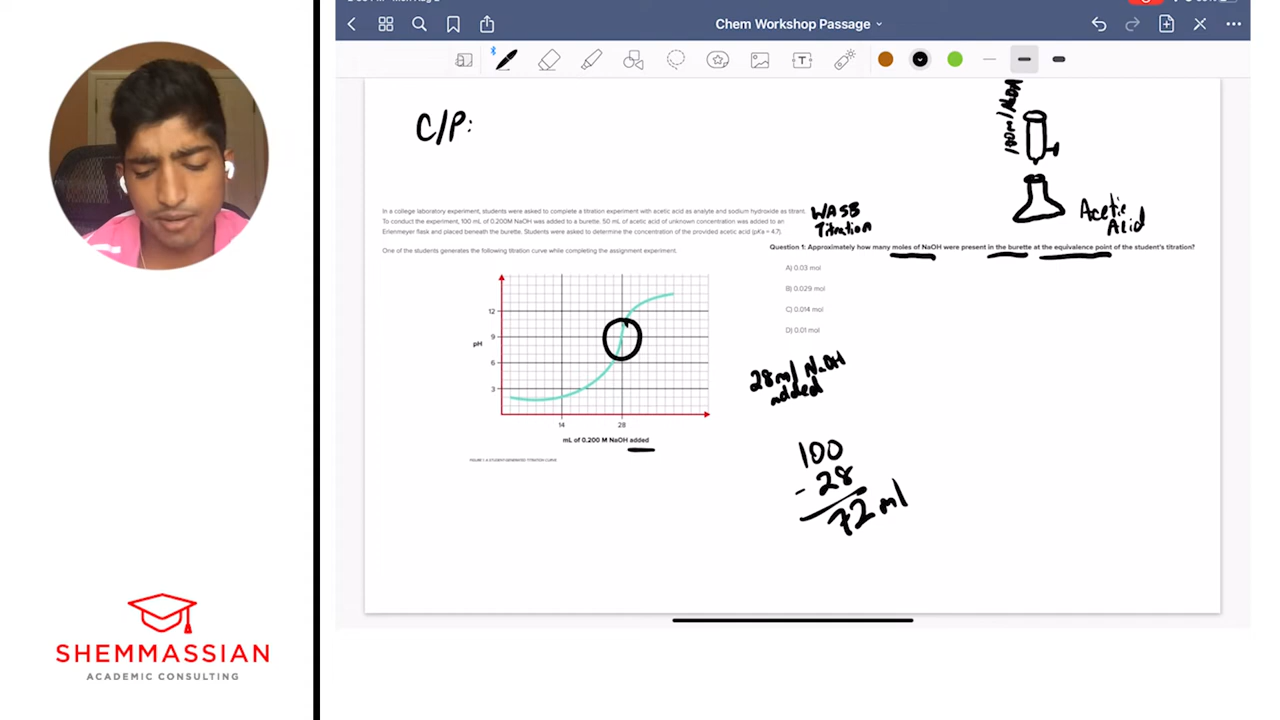 Chem Workshop Passage
T
C/P:
100ml NaOH
Acetic
Acid
In a college laboratory experiment, students were asked to complete a titration experiment with acetic acid as analyte and sodium hydroxide as titrant.
To conduct the experiment, 100 mL of 0.200M NaOH was added to a burette. 50 mL of acetic acid of unknown concentration was added to an
Erlenmeyer flask and placed beneath the burette. Students were asked to determine the concentration of the provided acetic acid (pKa = 4.7).
WASB
Titration
One of the students generates the following titration curve while completing the assignment experiment.
Question 1: Approximately how many moles of NaOH were present in the burette at the equivalence point of the student's titration?
A) 0.03 mol
B) 0.029 mol
C) 0.014 mol
D) 0.01 mol
12
9
pH
6
3
14
28
mL of 0.200 M NaOH added
FIGURE 1 A STUDENT-GENERATED TITRATION CURVE
28ml NaOH
added
100
- 28
72 ml
SHEMMASSIAN
ACADEMIC CONSULTING